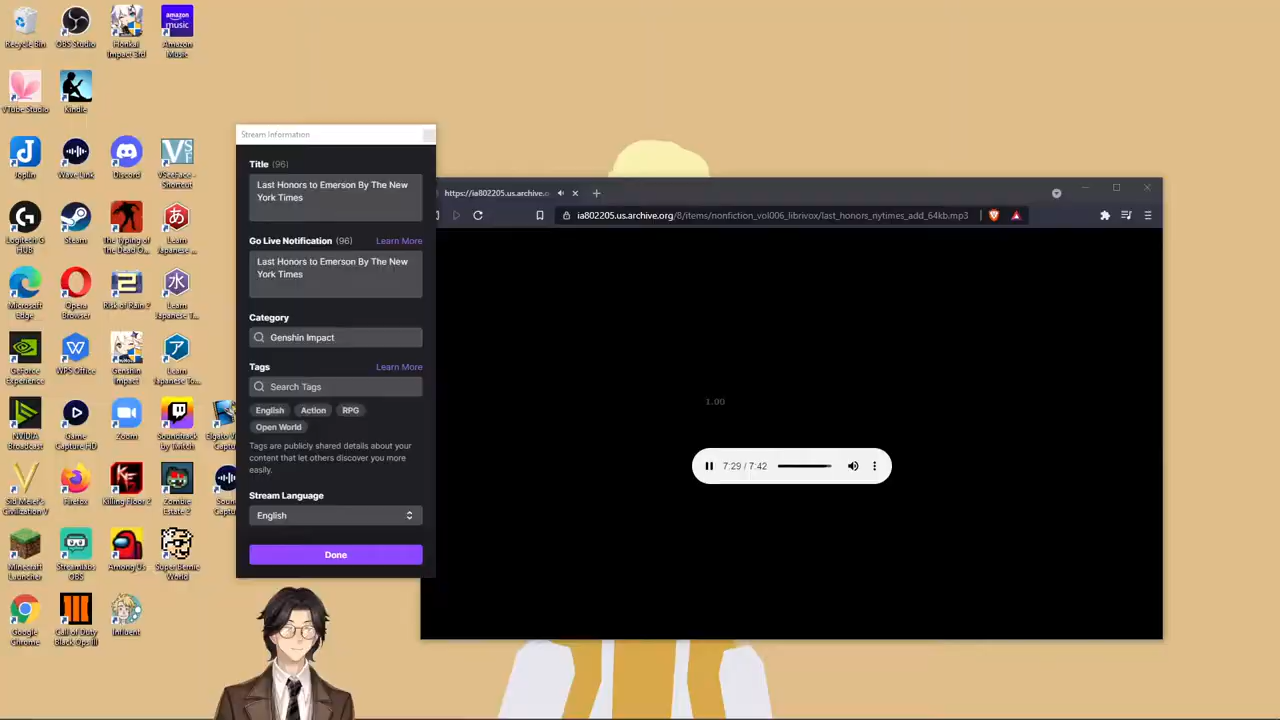 Recycle Bin
OBS Studio
Honkai
Impact 3rd
amazon
music
Amazon
Music
VTube Studio
Kindle
Joplin
Wave Link
Discord
VSeeFace -
Shortcut
Logitech G
HUB
Steam
The Typing of
The Dead O...
Learn
Japanese ...
Microsoft
Edge
Opera
Browser
Risk of Rain 2
Learn
Japanese T...
GeForce
Experience
WPS Office
Genshin
Impact
Learn
Japanese To...
NVIDIA
Broadcast
Game
Capture HD
Zoom
Soundtrack
by Twitch
Elgato V...
Capt...
Sid Meier's
Civilization V
Firefox
Killing Floor 2
Zombie
Estate 2
Soun
Captu
Minecraft
Launcher
Streamlabs
OBS
Among Us
Super Bernie
World
Google
Chrome
Call of Duty
Black Ops III
Influent
Stream Information
Title (96)
Last Honors to Emerson By The New
York Times
Go Live Notification (96)
Learn More
Last Honors to Emerson By The New
York Times
Category
Genshin Impact
Tags
Learn More
Search Tags
English
Action
RPG
Open World
Tags are publicly shared details about your
content that let others discover you more
easily.
Stream Language
English
Done
https://ia802205.us.archive.o
ia802205.us.archive.org/8/items/nonfiction_vol006_librivox/last_honors_nytimes_add_64kb.mp3
1.00
7:29 / 7:42